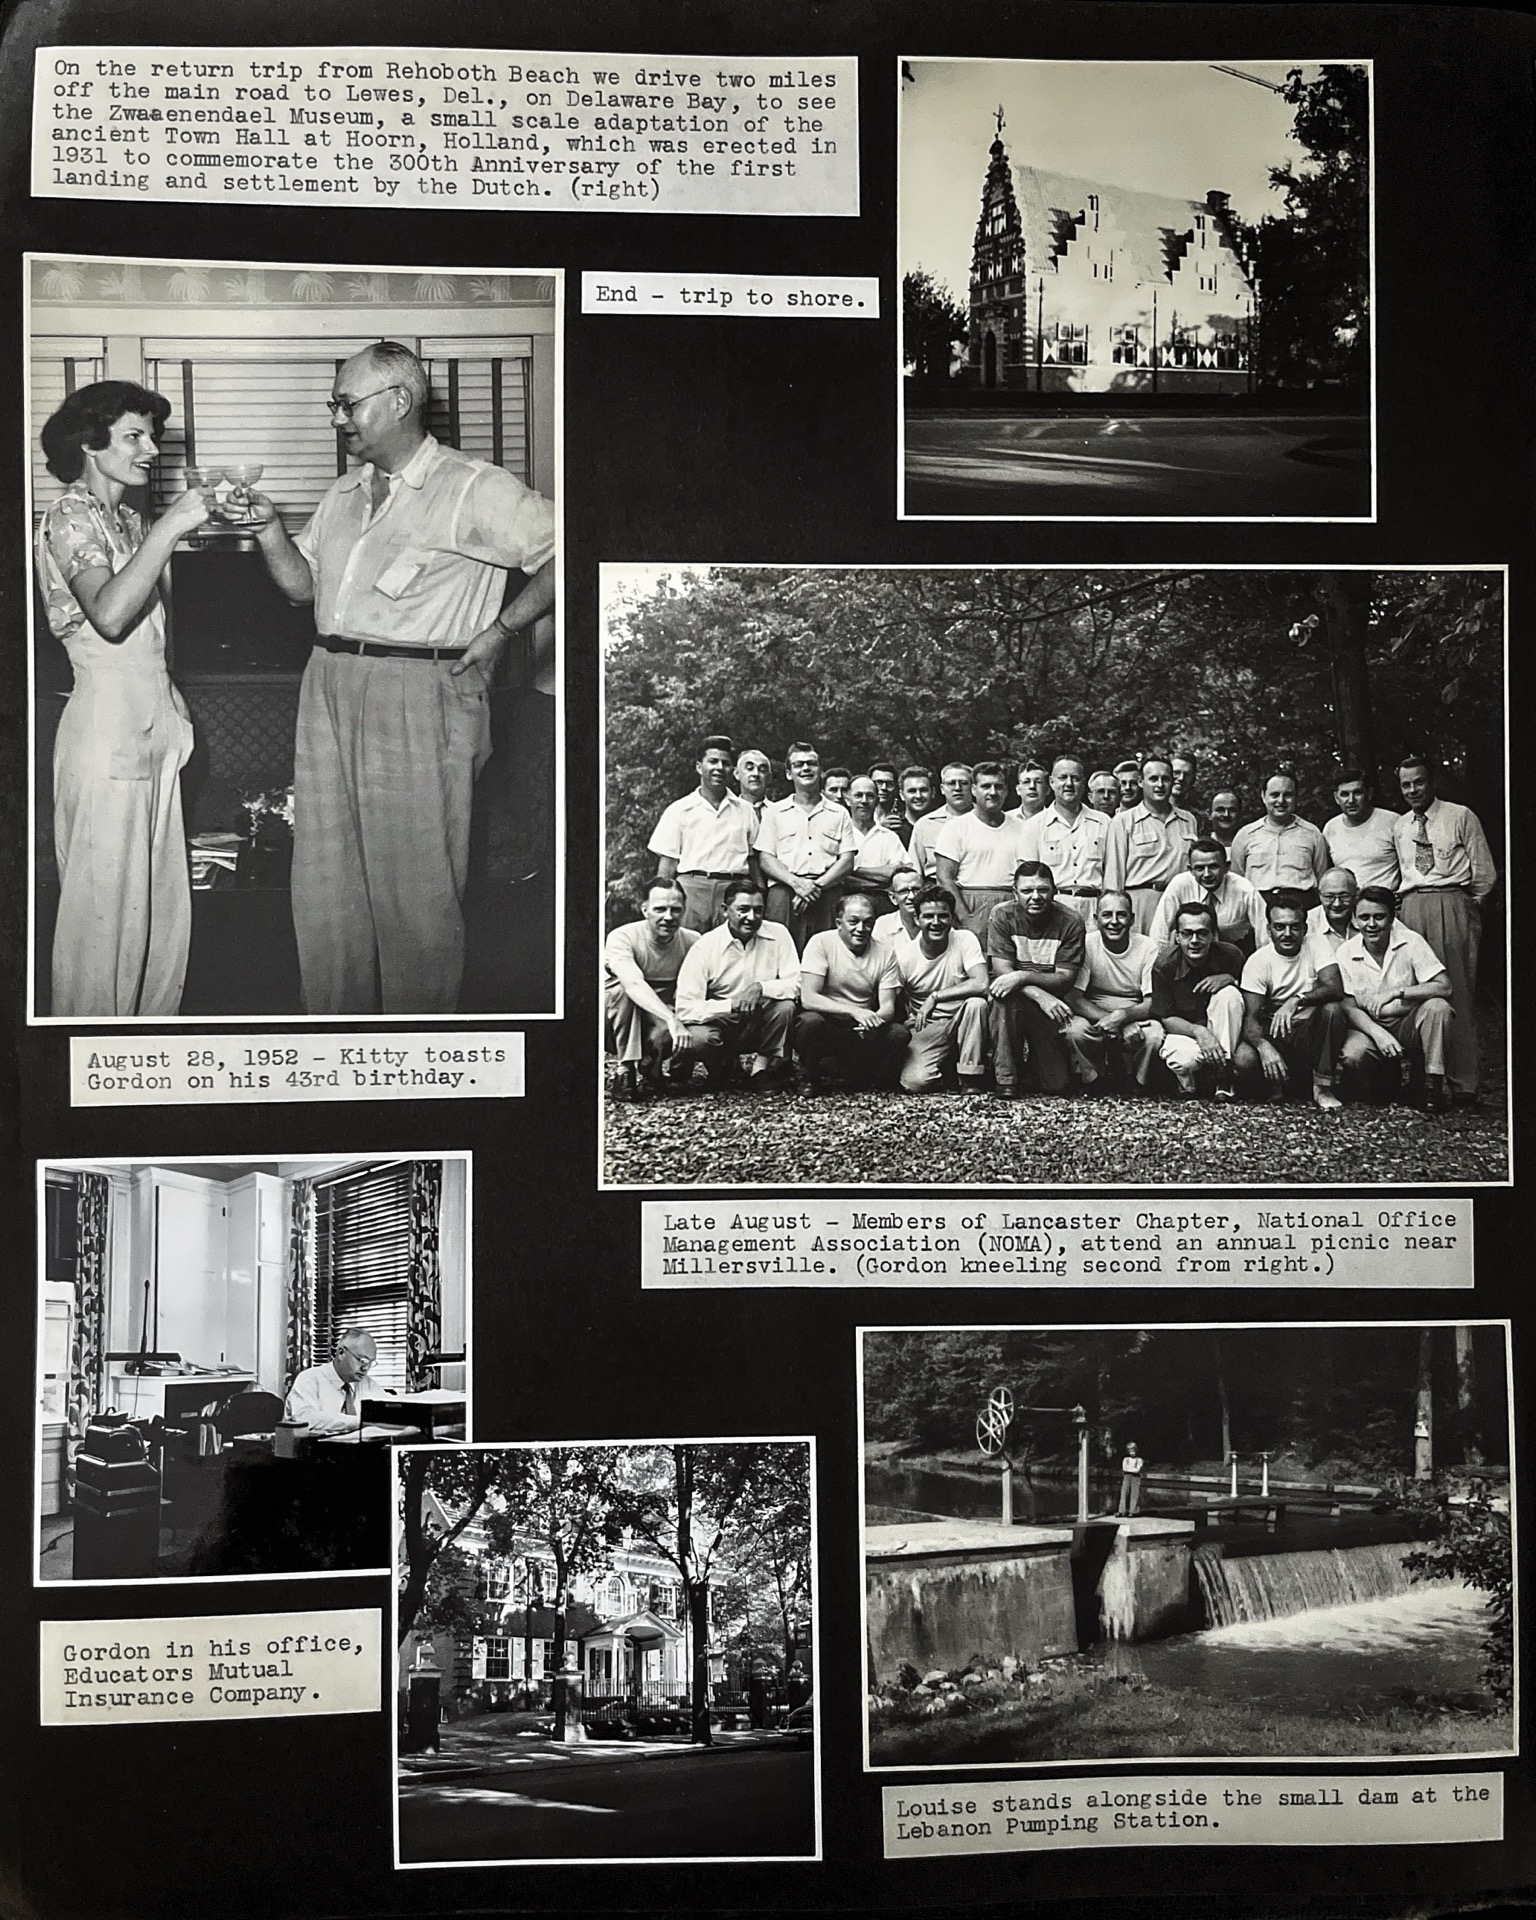 On the return trip from Rehoboth Beach we drive two miles
off the main road to Lewes, Del., on Delaware Bay, to see
the Zwaaenendael Museum, a small scale adaptation of the
ancient Town Hall at Hoorn, Holland, which was erected in
1931 to commemorate the 300th Anniversary of the first
landing and settlement by the Dutch. (right)
End - trip to shore.
August 28, 1952 - Kitty toasts
Gordon on his 43rd birthday.
Late August - Members of Lancaster Chapter, National Office
Management Association (NOMA), attend an annual picnic near
Millersville. (Gordon kneeling second from right.)
Gordon in his office,
Educators Mutual
Insurance Company.
Louise stands alongside the small dam at the
Lebanon Pumping Station.